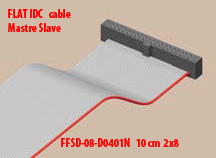 FLAT IDC cable
Mastre Slave
FFSD-08-D0401N 10 cm 2x8